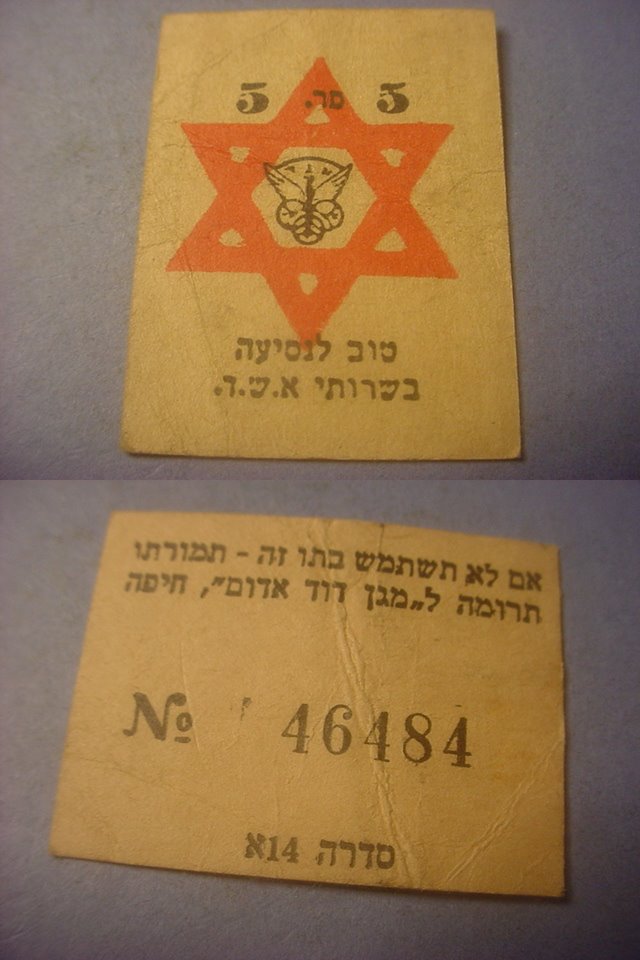 5 סר. 5
טוב לנסיעה
בשרותי א.ש.ד.
אם לא תשתמש בתו זה - תמורתו
תרומה ל„מגן דוד אדום", חיפה
№ 46484
סדרה 14א